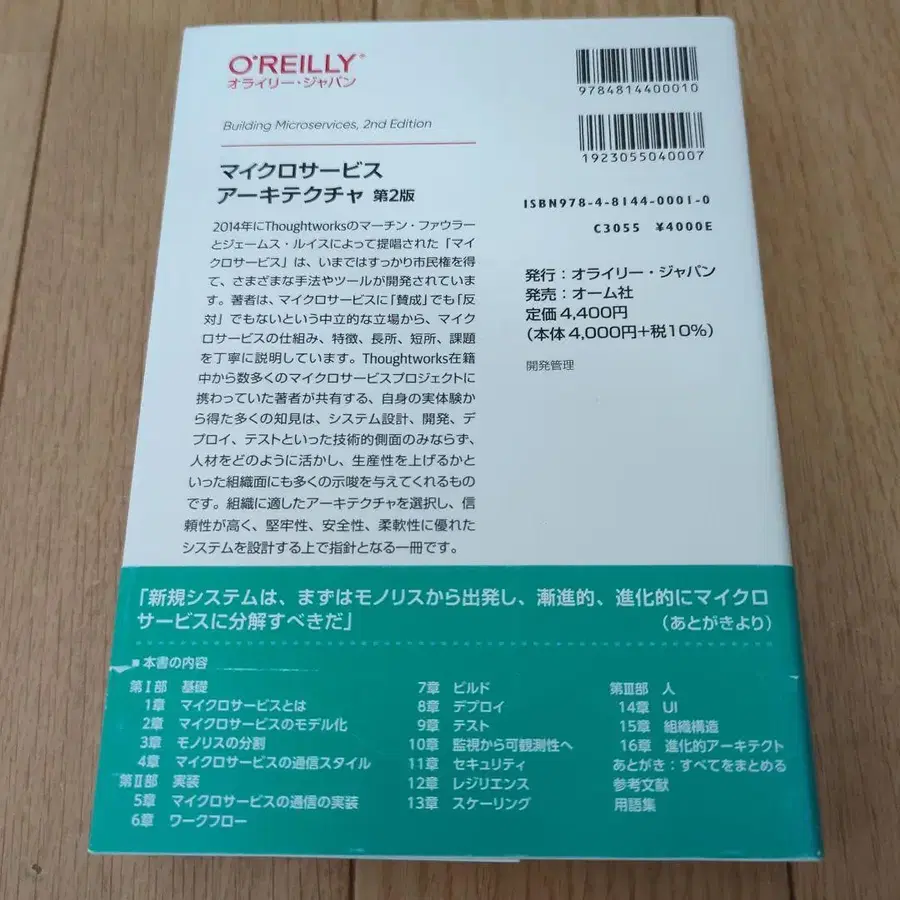 O'REILLY®
オライリー・ジャパン
Building Microservices, 2nd Edition
マイクロサービス
アーキテクチャ 第2版
2014年にThoughtworksのマーチン・ファウラー
とジェームス・ルイスによって提唱された「マイ
クロサービス」は、いまではすっかり市民権を得
て、さまざまな手法やツールが開発されていま
す。著者は、マイクロサービスに「賛成」でも「反
対」でもないという中立的な立場から、マイク
ロサービスの仕組み、特徴、長所、短所、課題
を丁寧に説明しています。Thoughtworks在籍
中から数多くのマイクロサービスプロジェクトに
携わっていた著者が共有する、自身の実体験か
ら得た多くの知見は、システム設計、開発、デ
プロイ、テストといった技術的側面のみならず、
人材をどのように活かし、生産性を上げるかと
いった組織面にも多くの示唆を与えてくれるもの
です。組織に適したアーキテクチャを選択し、信
頼性が高く、堅牢性、安全性、柔軟性に優れた
システムを設計する上で指針となる一冊です。
9784814400010
1923055040007
ISBN978-4-8144-0001-0
C3055 ¥4000E
発行：オライリー・ジャパン
発売：オーム社
定価4,400円
（本体4,000円+税10%）
開発管理
「新規システムは、まずはモノリスから出発し、漸進的、進化的にマイクロ
サービスに分解すべきだ」 （あとがきより）
■本書の内容
第Ⅰ部 基礎
1章 マイクロサービスとは
2章 マイクロサービスのモデル化
3章 モノリスの分割
4章 マイクロサービスの通信スタイル
第Ⅱ部 実装
5章 マイクロサービスの通信の実装
6章 ワークフロー
7章 ビルド
8章 デプロイ
9章 テスト
10章 監視から可観測性へ
11章 セキュリティ
12章 レジリエンス
13章 スケーリング
第Ⅲ部 人
14章 UI
15章 組織構造
16章 進化的アーキテクト
あとがき：すべてをまとめる
参考文献
用語集